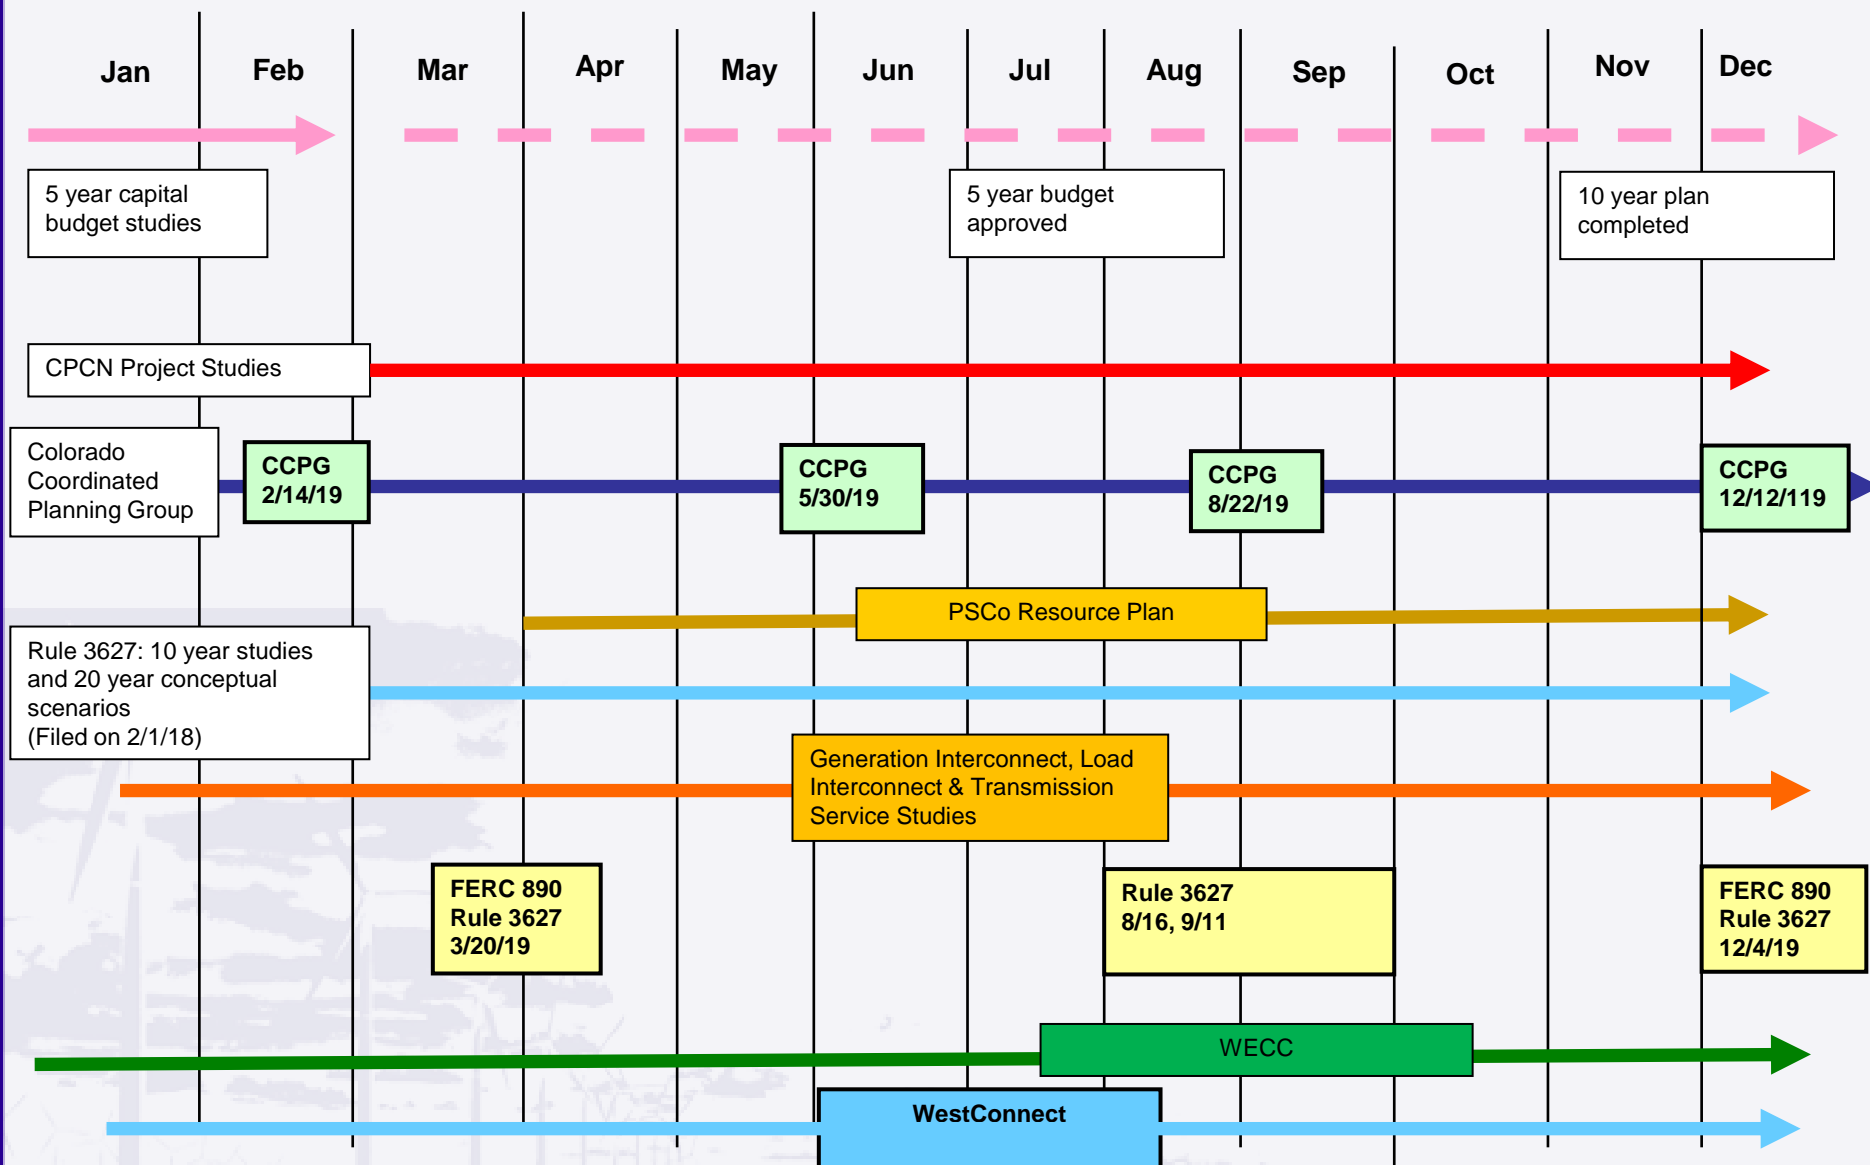 Jan
Feb
Mar
Apr
May
Jun
Jul
Aug
Sep
Oct
Nov
Dec
5 year capital
budget studies
5 year budget
approved
10 year plan
completed
CPCN Project Studies
Colorado
Coordinated
Planning Group
CCPG
2/14/19
CCPG
5/30/19
CCPG
8/22/19
CCPG
12/12/119
PSCo Resource Plan
Rule 3627: 10 year studies
and 20 year conceptual
scenarios
(Filed on 2/1/18)
Generation Interconnect, Load
Interconnect & Transmission
Service Studies
FERC 890
Rule 3627
3/20/19
Rule 3627
8/16, 9/11
FERC 890
Rule 3627
12/4/19
WECC
WestConnect